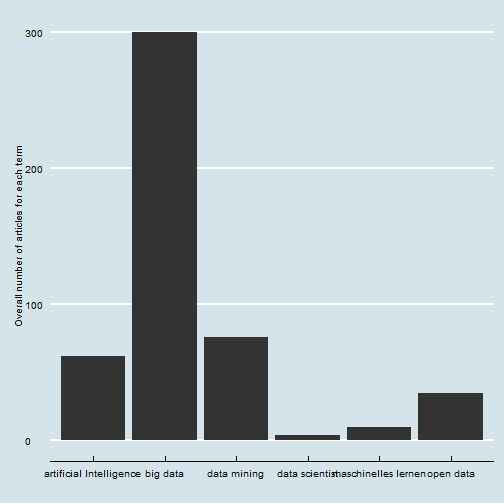 Overall number of articles for each term
300
200
100
0
artificial Intelligence big data data mining data scientist maschinelles lernen open data